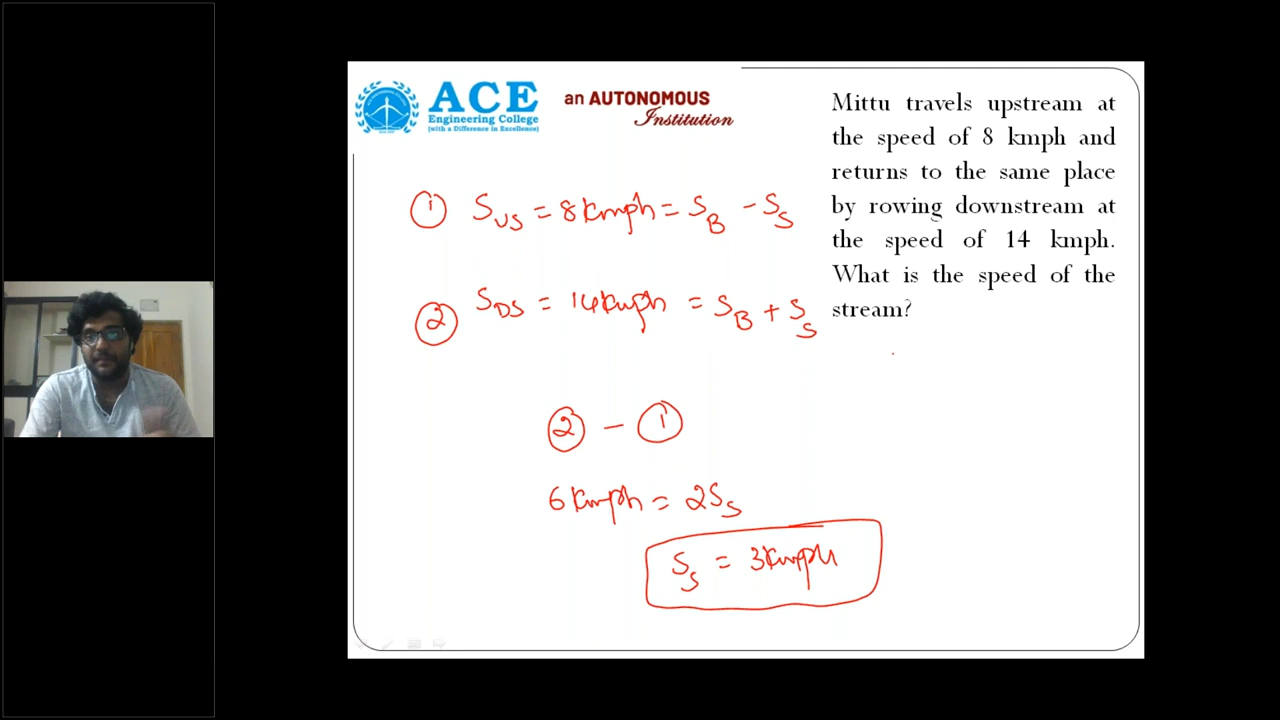 ACE
Engineering College
(with a Difference in Excellence)
an AUTONOMOUS
Institution
Mittu travels upstream at
the speed of 8 kmph and
returns to the same place
by rowing downstream at
the speed of 14 kmph.
What is the speed of the
stream?
① S_US = 8 kmph = S_B - S_S
② S_DS = 14 kmph = S_B + S_S
② - ①
6 kmph = 2S_S
S_S = 3 kmph